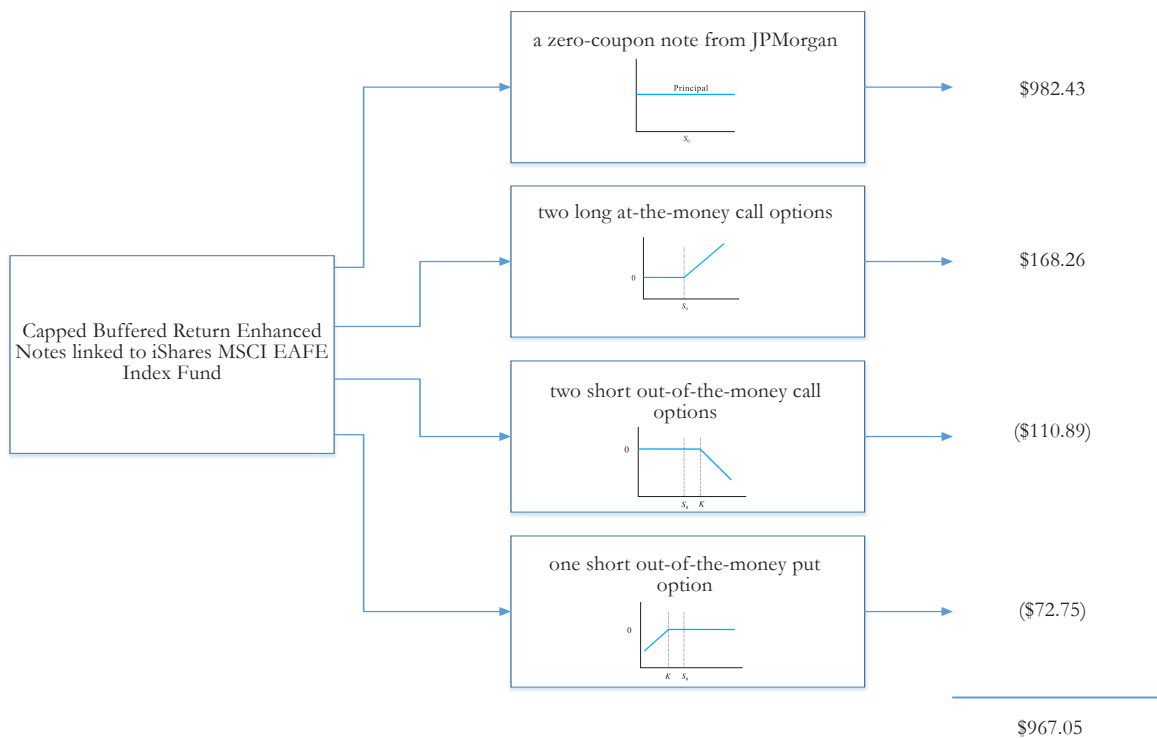 a zero-coupon note from JPMorgan
Principal
S₀
$982.43
two long at-the-money call options
0
S₀
$168.26
Capped Buffered Return Enhanced
Notes linked to iShares MSCI EAFE
Index Fund
two short out-of-the-money call
options
0
S₀ K
($110.89)
one short out-of-the-money put
option
0
K S₀
($72.75)
$967.05